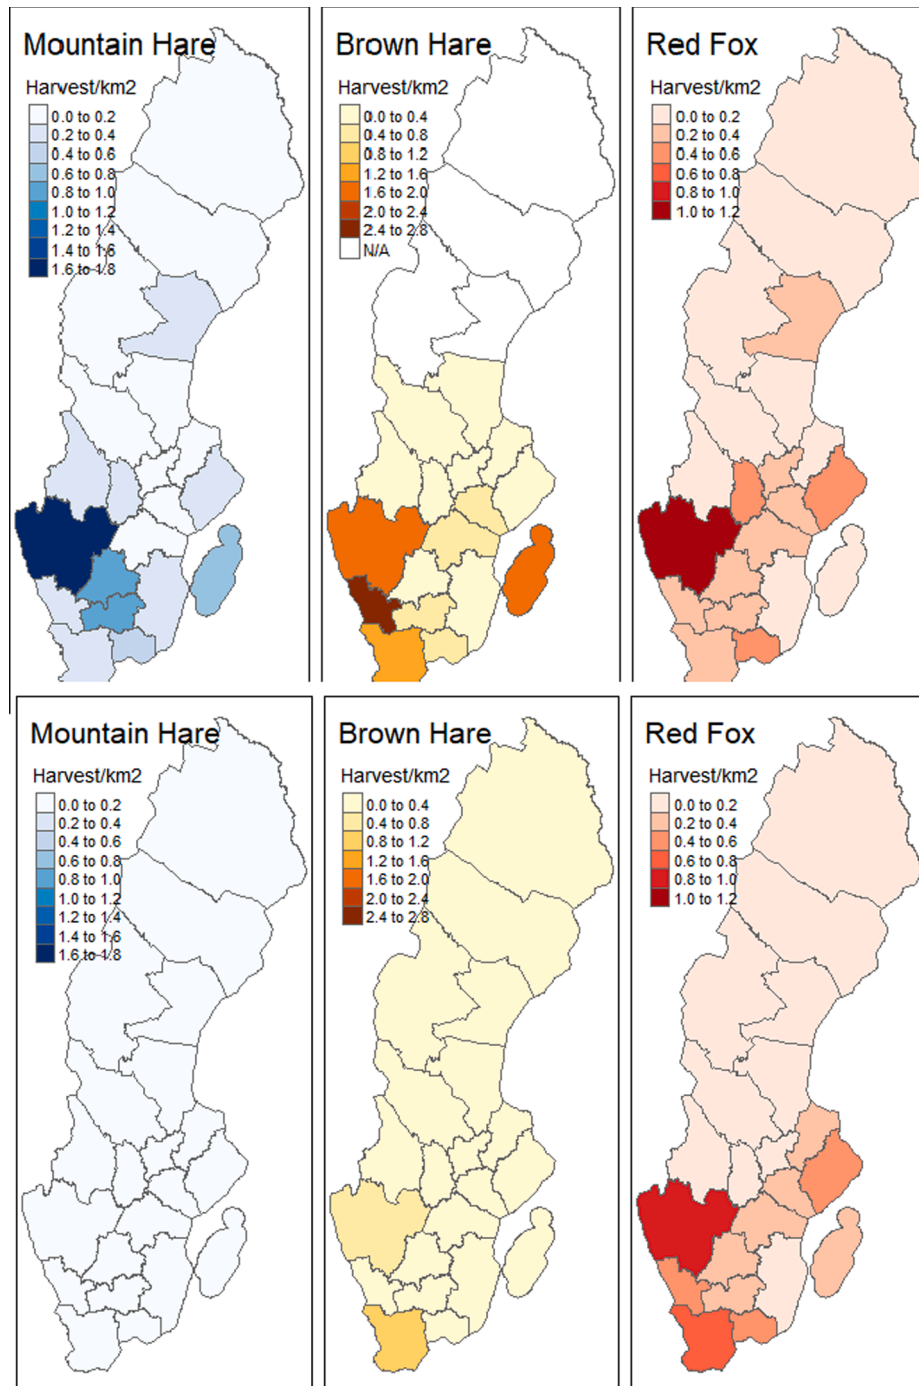 Mountain Hare
Harvest/km2
0.0 to 0.2
0.2 to 0.4
0.4 to 0.6
0.6 to 0.8
0.8 to 1.0
1.0 to 1.2
1.2 to 1.4
1.4 to 1.6
1.6 to 1.8
Brown Hare
Harvest/km2
0.0 to 0.4
0.4 to 0.8
0.8 to 1.2
1.2 to 1.6
1.6 to 2.0
2.0 to 2.4
2.4 to 2.8
N/A
Red Fox
Harvest/km2
0.0 to 0.2
0.2 to 0.4
0.4 to 0.6
0.6 to 0.8
0.8 to 1.0
1.0 to 1.2
Mountain Hare
Harvest/km2
0.0 to 0.2
0.2 to 0.4
0.4 to 0.6
0.6 to 0.8
0.8 to 1.0
1.0 to 1.2
1.2 to 1.4
1.4 to 1.6
1.6 to 1.8
Brown Hare
Harvest/km2
0.0 to 0.4
0.4 to 0.8
0.8 to 1.2
1.2 to 1.6
1.6 to 2.0
2.0 to 2.4
2.4 to 2.8
Red Fox
Harvest/km2
0.0 to 0.2
0.2 to 0.4
0.4 to 0.6
0.6 to 0.8
0.8 to 1.0
1.0 to 1.2